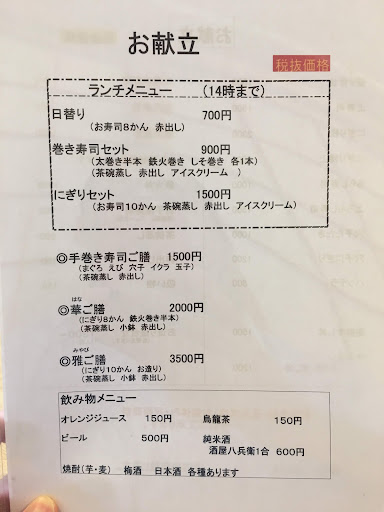 お献立
税抜価格
ランチメニュー (14時まで)
日替り 700円
(お寿司8かん 赤出し)
巻き寿司セット 900円
(太巻き半本 鉄火巻き しそ巻き 各1本)
(茶碗蒸し 赤出し アイスクリーム )
にぎりセット 1500円
(お寿司10かん 茶碗蒸し 赤出し アイスクリーム)
◎手巻き寿司ご膳 1500円
(まぐろ えび 穴子 イクラ 玉子)
(茶碗蒸し 赤出し)
はな
◎華ご膳 2000円
(にぎり8かん 鉄火巻き半本)
(茶碗蒸し 小鉢 赤出し)
みやび
◎雅ご膳 3500円
(にぎり10かん お造り)
(茶碗蒸し 小鉢 赤出し)
飲み物メニュー
オレンジジュース 150円 烏龍茶 150円
ビール 500円 純米酒
酒屋八兵衛1合 600円
焼酎(芋・麦) 梅酒 日本酒 各種あります